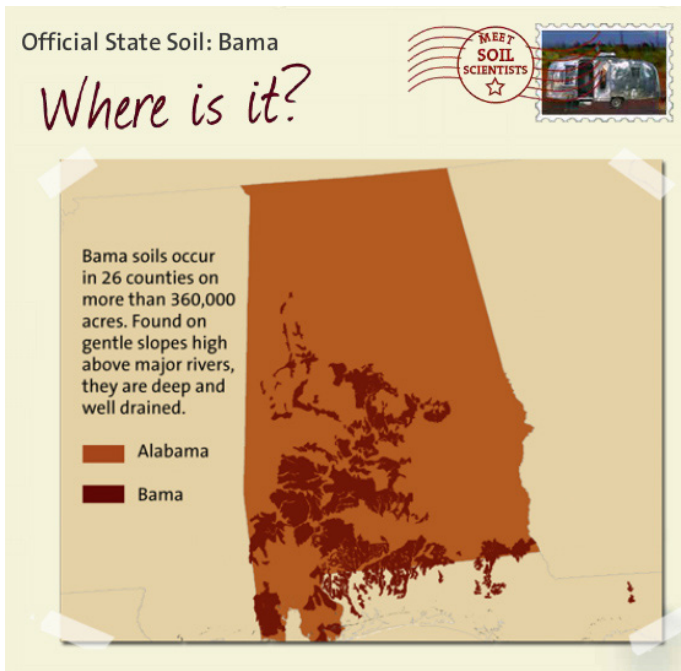 Official State Soil: Bama
MEET
SOIL
SCIENTISTS
Where is it?
Bama soils occur
in 26 counties on
more than 360,000
acres. Found on
gentle slopes high
above major rivers,
they are deep and
well drained.
Alabama
Bama